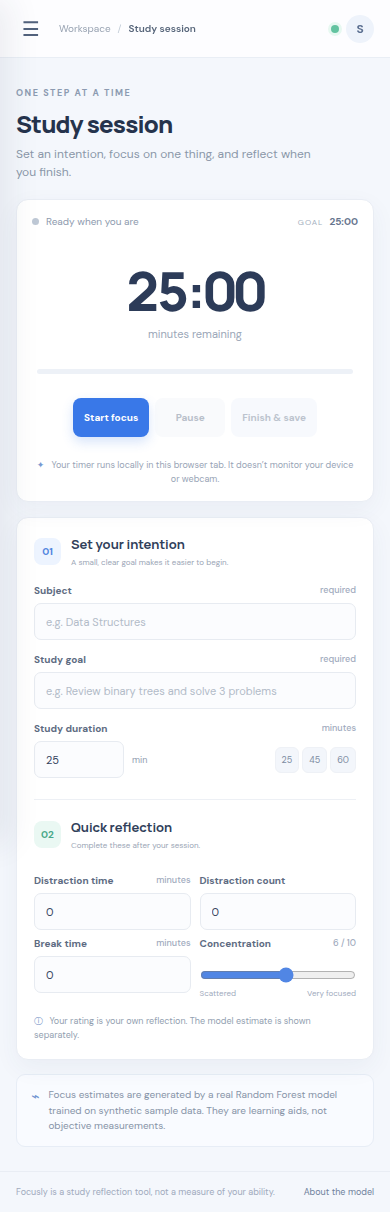 Workspace / Study session
S
ONE STEP AT A TIME
Study session
Set an intention, focus on one thing, and reflect when
you finish.
Ready when you are
GOAL 25:00
25:00
minutes remaining
Start focus
Pause
Finish & save
Your timer runs locally in this browser tab. It doesn't monitor your device
or webcam.
01
Set your intention
A small, clear goal makes it easier to begin.
Subject required
e.g. Data Structures
Study goal required
e.g. Review binary trees and solve 3 problems
Study duration minutes
25 min 25 45 60
02
Quick reflection
Complete these after your session.
Distraction time minutes Distraction count
0 0
Break time minutes Concentration 6 / 10
0
Scattered Very focused
Your rating is your own reflection. The model estimate is shown
separately.
Focus estimates are generated by a real Random Forest model
trained on synthetic sample data. They are learning aids, not
objective measurements.
Focusly is a study reflection tool, not a measure of your ability. About the model